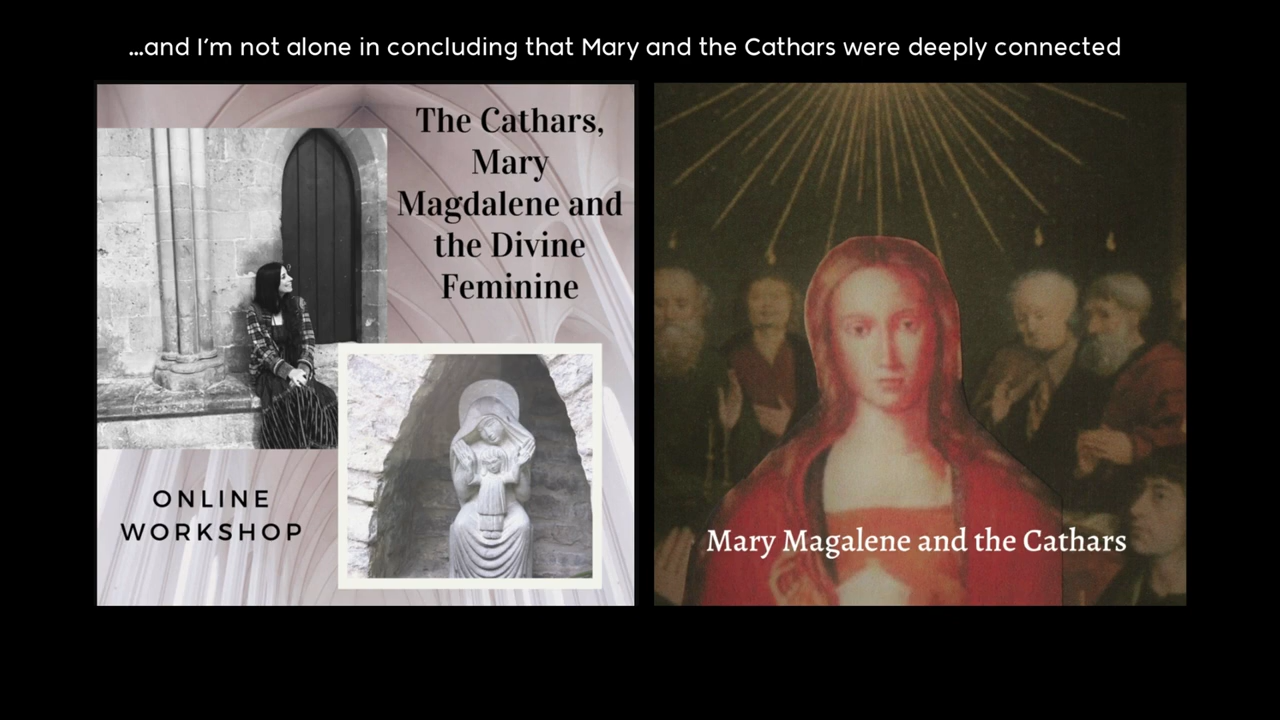 ...and I'm not alone in concluding that Mary and the Cathars were deeply connected
The Cathars,
Mary
Magdalene and
the Divine
Feminine
ONLINE
WORKSHOP
Mary Magalene and the Cathars